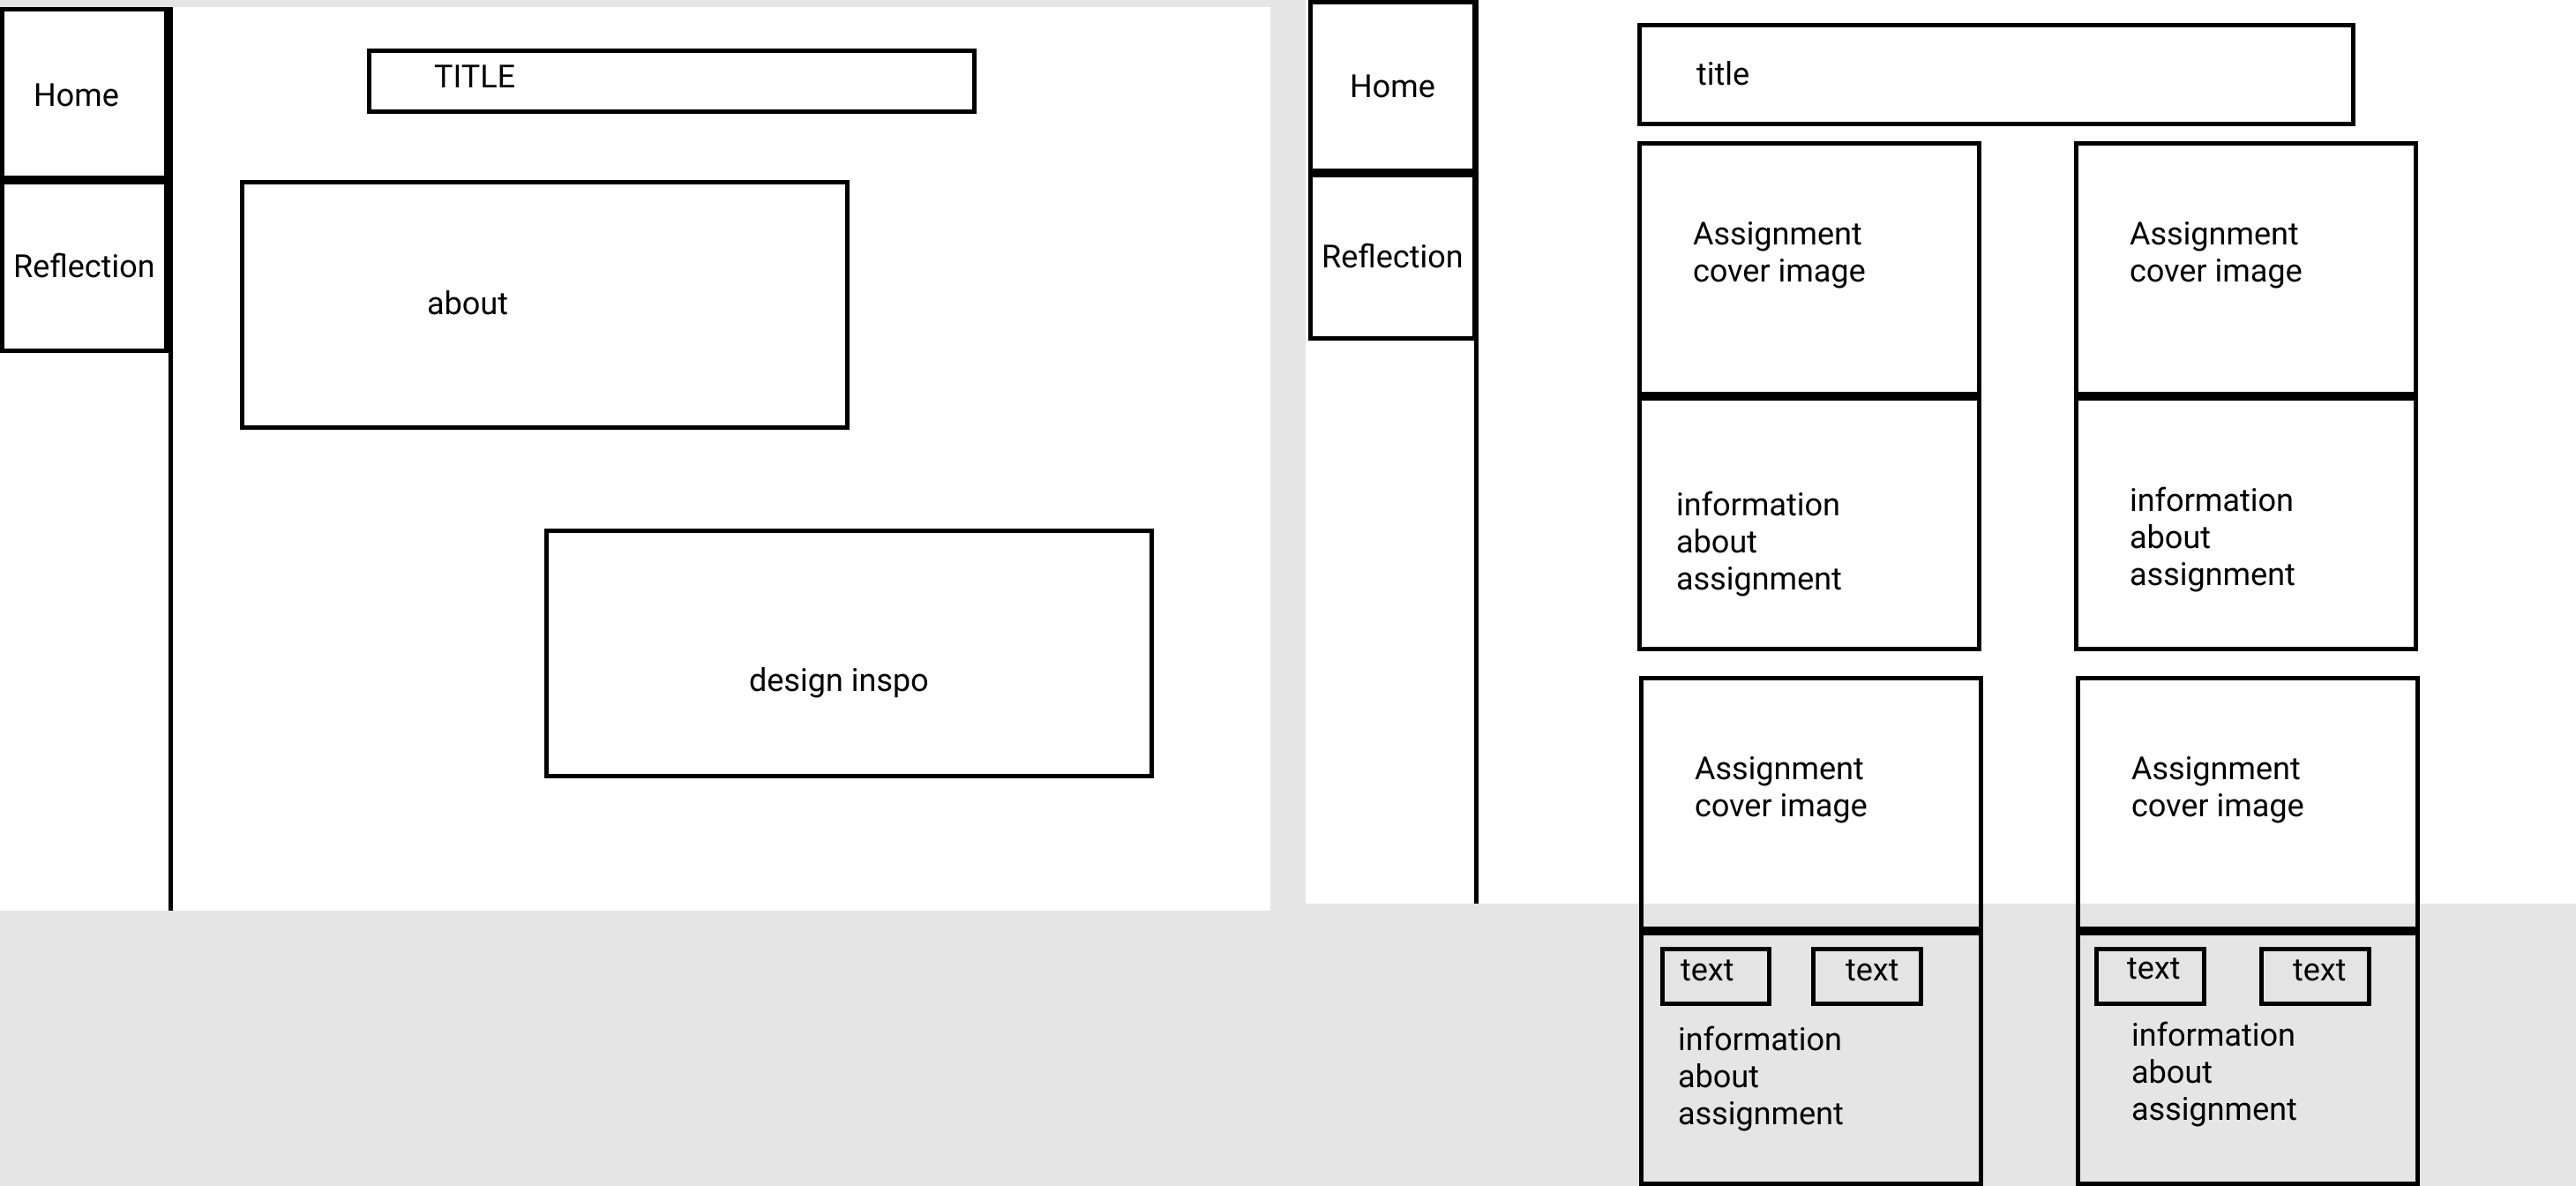 Home
Reflection
TITLE
about
design inspo
Home
Reflection
title
Assignment
cover image
information
about
assignment
Assignment
cover image
information
about
assignment
Assignment
cover image
text
text
information
about
assignment
Assignment
cover image
text
text
information
about
assignment